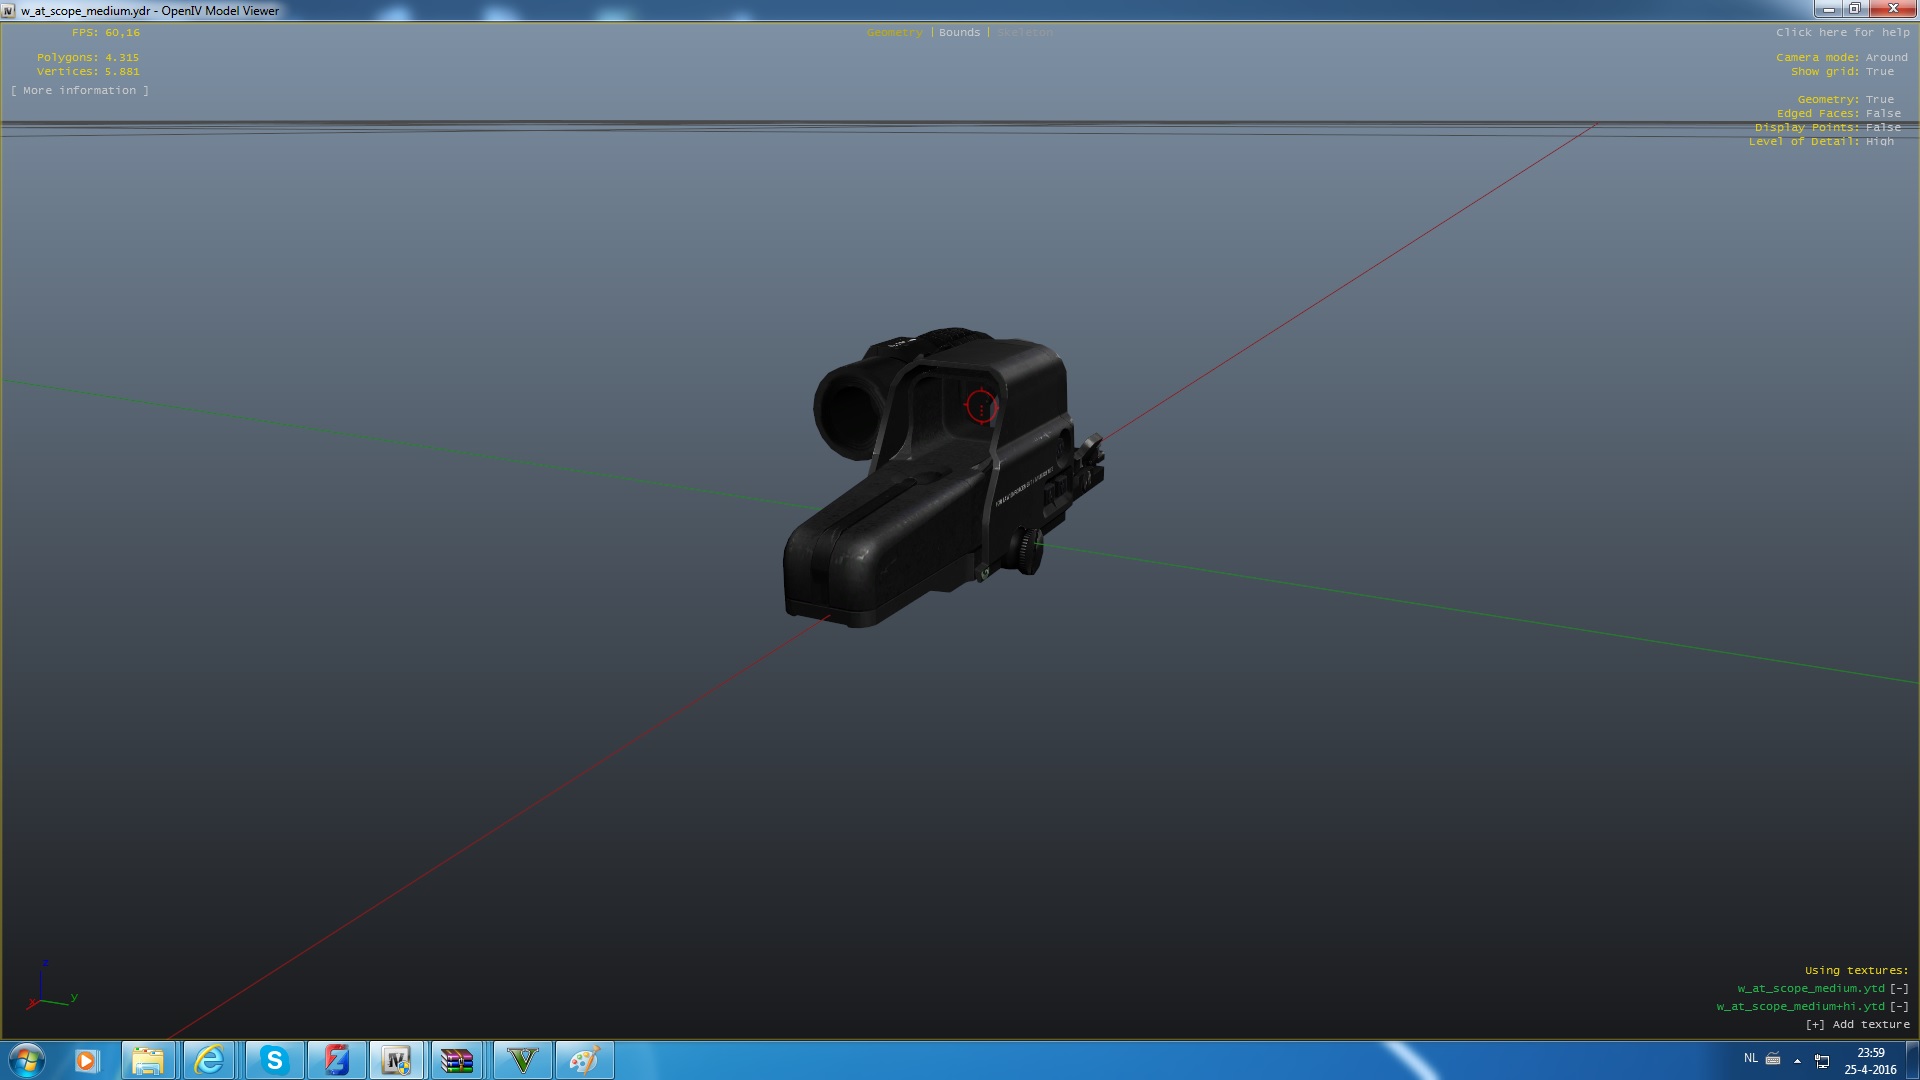 w_at_scope_medium.ydr - OpenIV Model Viewer
FPS: 60,16
Polygons: 4.315
Vertices: 5.881
[ More information ]
Geometry | Bounds | Skeleton
Click here for help
Camera mode: Around
Show grid: True
Geometry: True
Edged Faces: False
Display Points: False
Level of Detail: High
z
x
y
Using textures:
w_at_scope_medium.ytd [-]
w_at_scope_medium+hi.ytd [-]
[+] Add texture
NL
23:59
25-4-2016